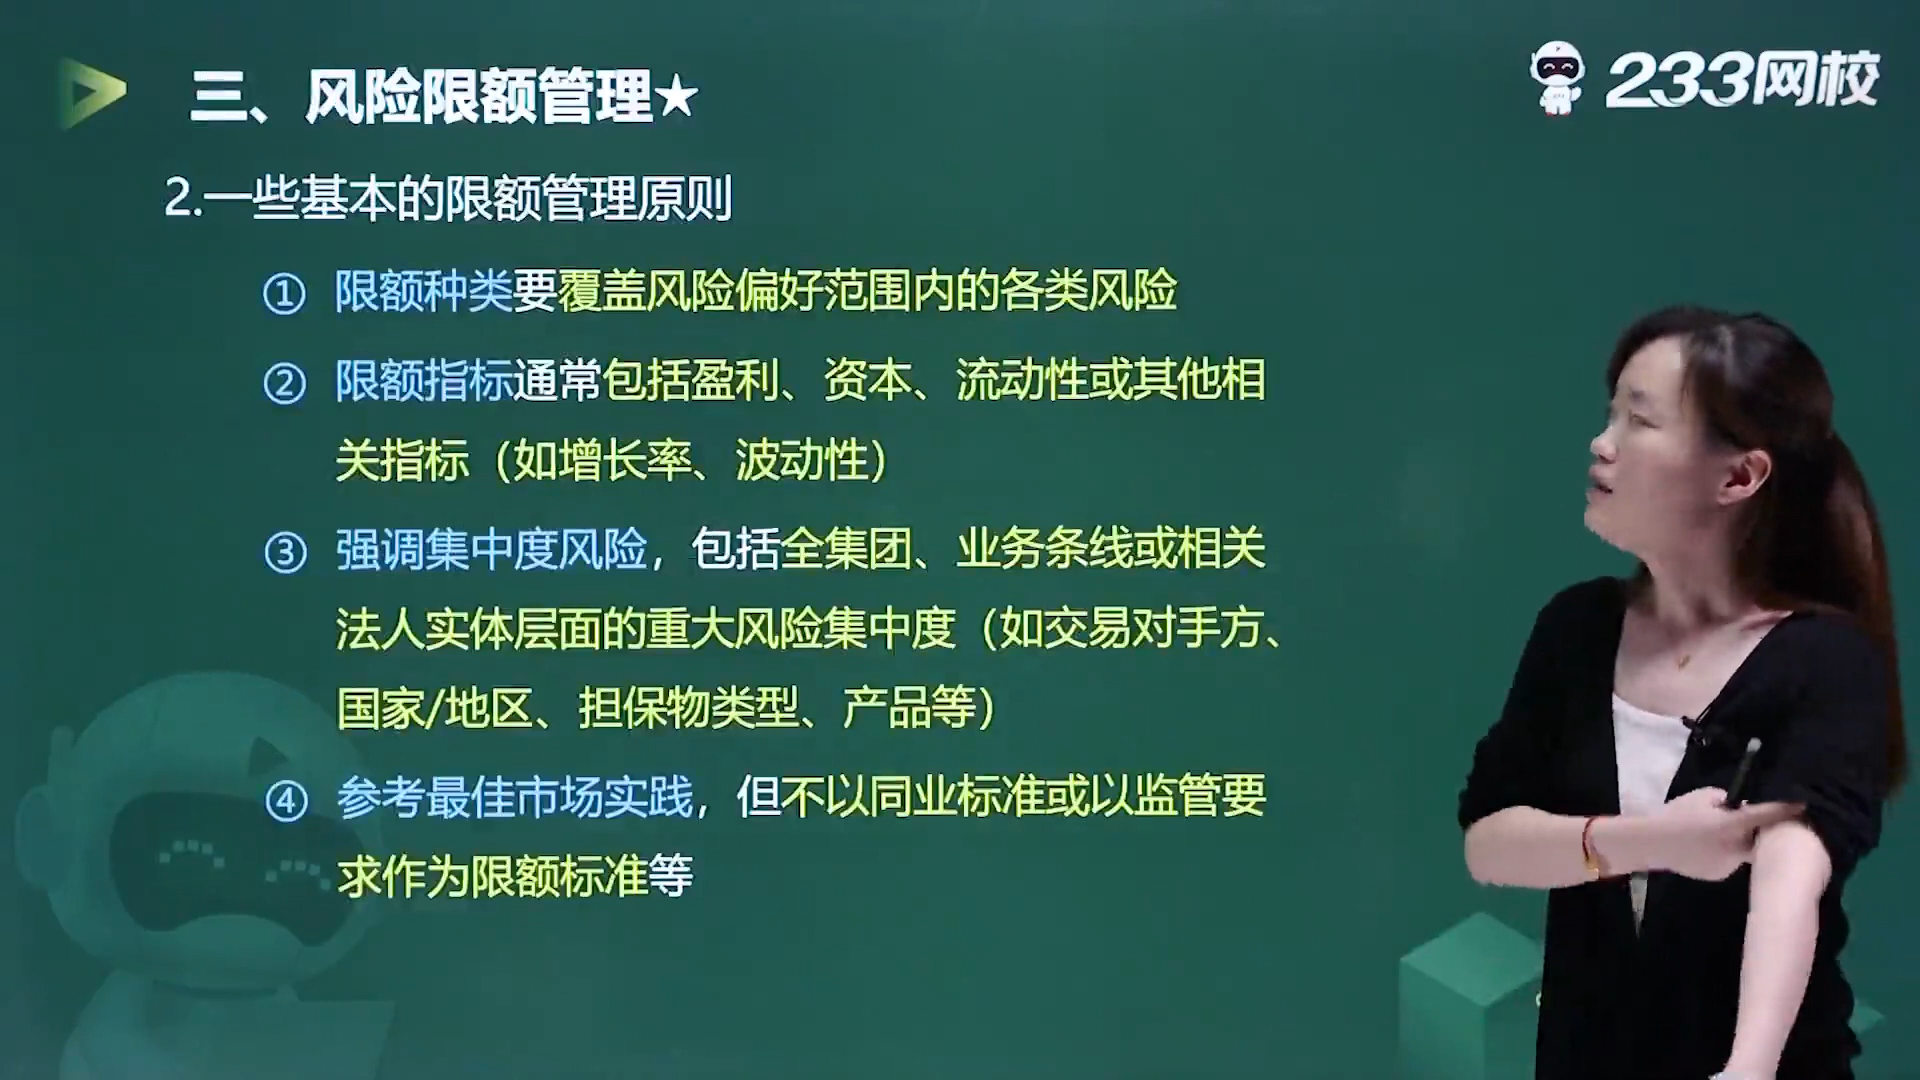 三、风险限额管理★
233网校
2.一些基本的限额管理原则
① 限额种类要覆盖风险偏好范围内的各类风险
② 限额指标通常包括盈利、资本、流动性或其他相
关指标（如增长率、波动性）
③ 强调集中度风险，包括全集团、业务条线或相关
法人实体层面的重大风险集中度（如交易对手方、
国家/地区、担保物类型、产品等）
④ 参考最佳市场实践，但不以同业标准或以监管要
求作为限额标准等